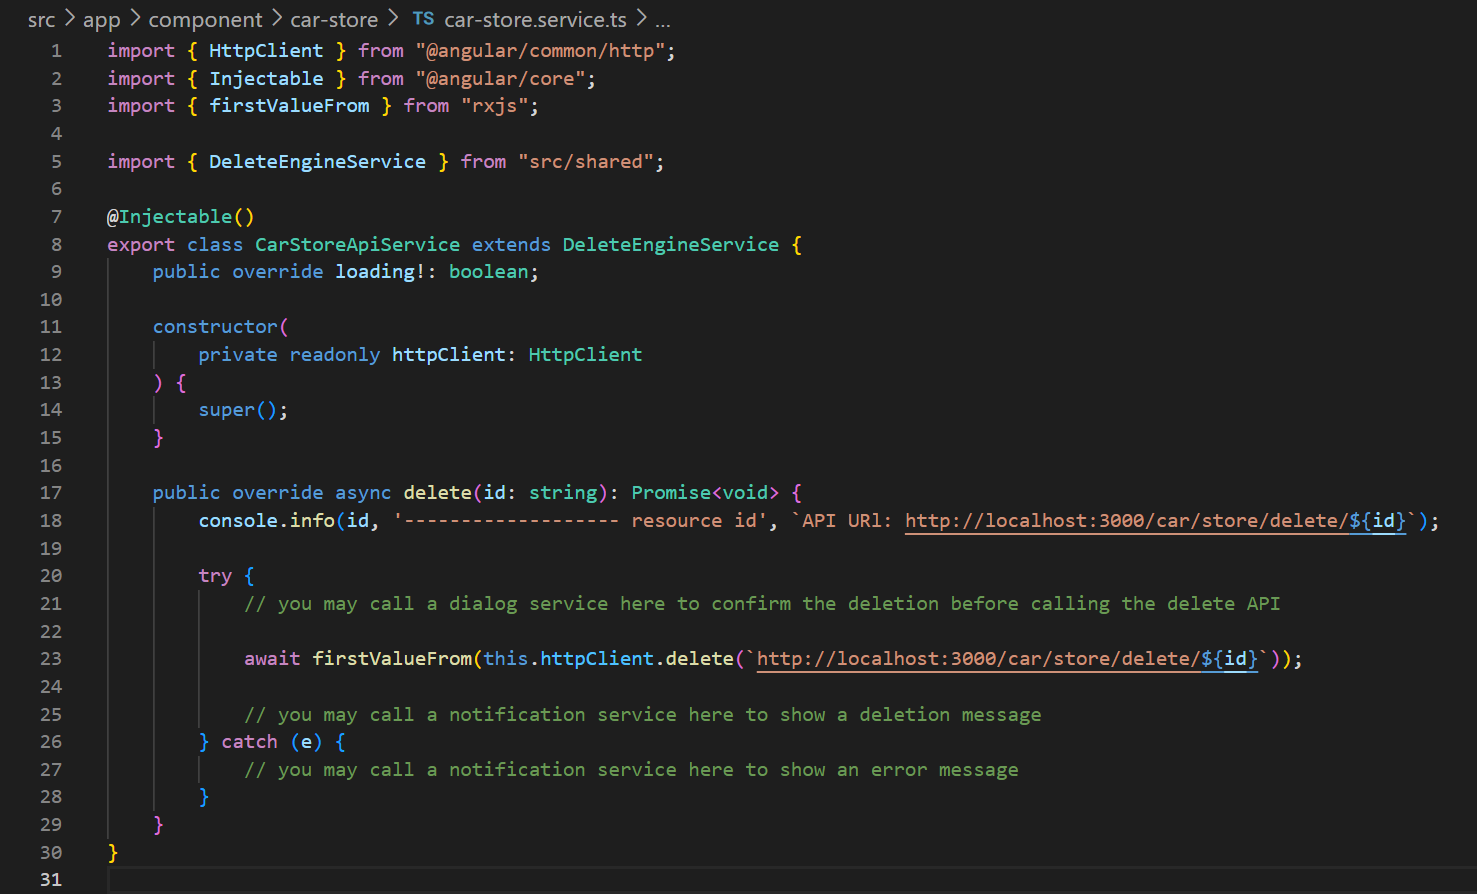 src > app > component > car-store > TS car-store.service.ts > ...
1 import { HttpClient } from "@angular/common/http";
2 import { Injectable } from "@angular/core";
3 import { firstValueFrom } from "rxjs";
4
5 import { DeleteEngineService } from "src/shared";
6
7 @Injectable()
8 export class CarStoreApiService extends DeleteEngineService {
9     public override loading!: boolean;
10
11     constructor(
12         private readonly httpClient: HttpClient
13     ) {
14         super();
15     }
16
17     public override async delete(id: string): Promise<void> {
18         console.info(id, '------------------- resource id', `API URl: http://localhost:3000/car/store/delete/${id}`);
19
20         try {
21             // you may call a dialog service here to confirm the deletion before calling the delete API
22
23             await firstValueFrom(this.httpClient.delete(`http://localhost:3000/car/store/delete/${id}`));
24
25             // you may call a notification service here to show a deletion message
26         } catch (e) {
27             // you may call a notification service here to show an error message
28         }
29     }
30 }
31